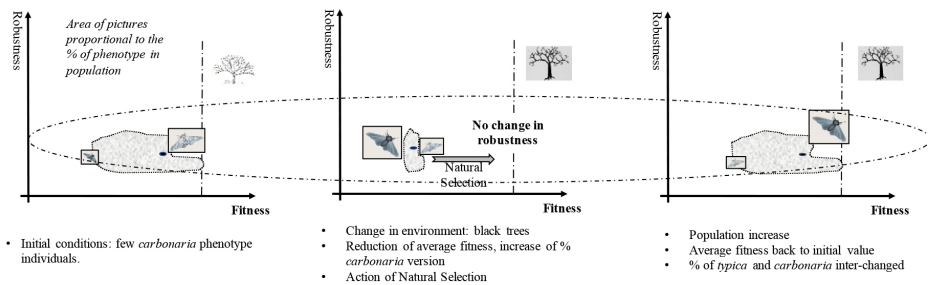 Robustness
Area of pictures
proportional to the
% of phenotype in
population
Fitness
• Initial conditions: few carbonaria phenotype
individuals.
Robustness
No change in
robustness
Natural
Selection
Fitness
• Change in environment: black trees
• Reduction of average fitness, increase of %
carbonaria version
• Action of Natural Selection
Robustness
Fitness
• Population increase
• Average fitness back to initial value
• % of typica and carbonaria inter-changed